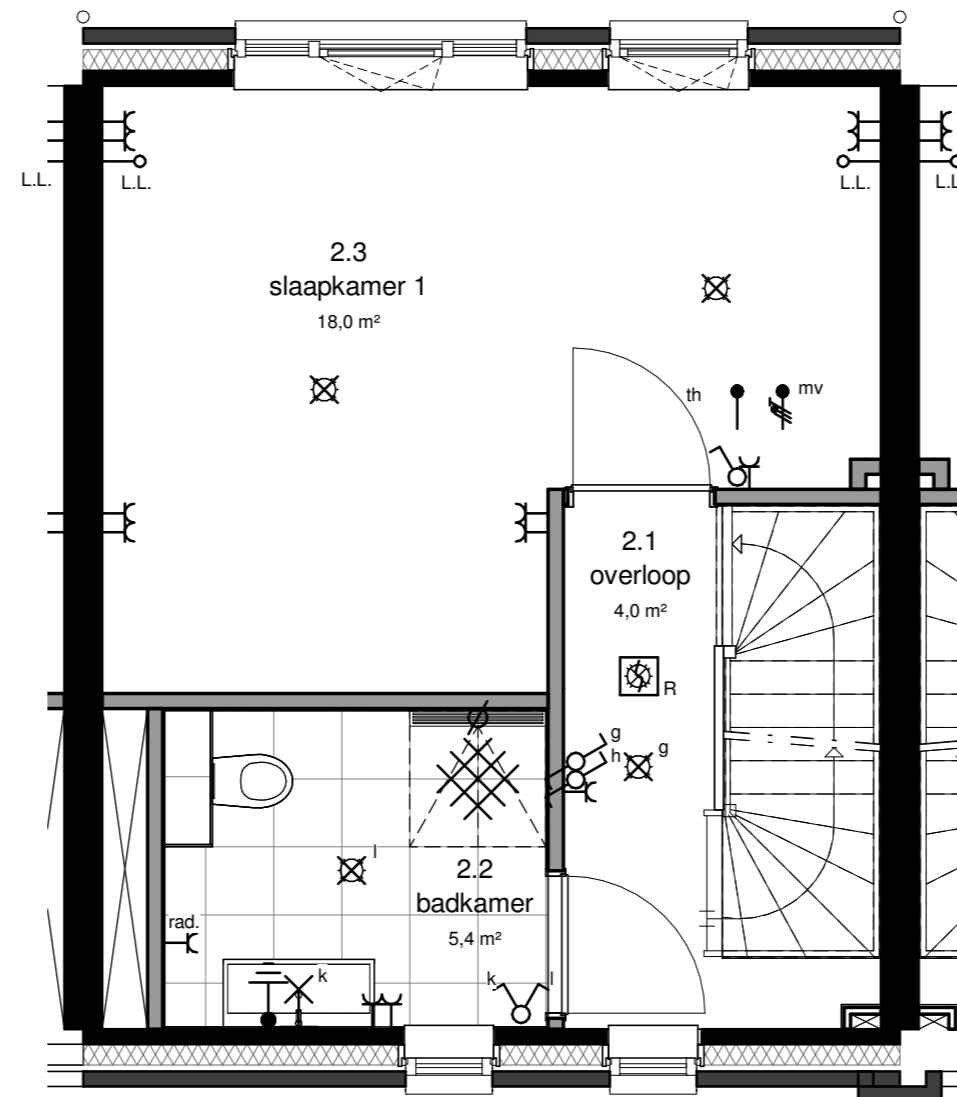 L.L.
L.L.
L.L.
L.L
2.3
slaapkamer 1
18,0 m²
th
mv
2.1
overloop
4,0 m²
R
g
h
g
l
2.2
badkamer
5,4 m²
rad.
k
k
l